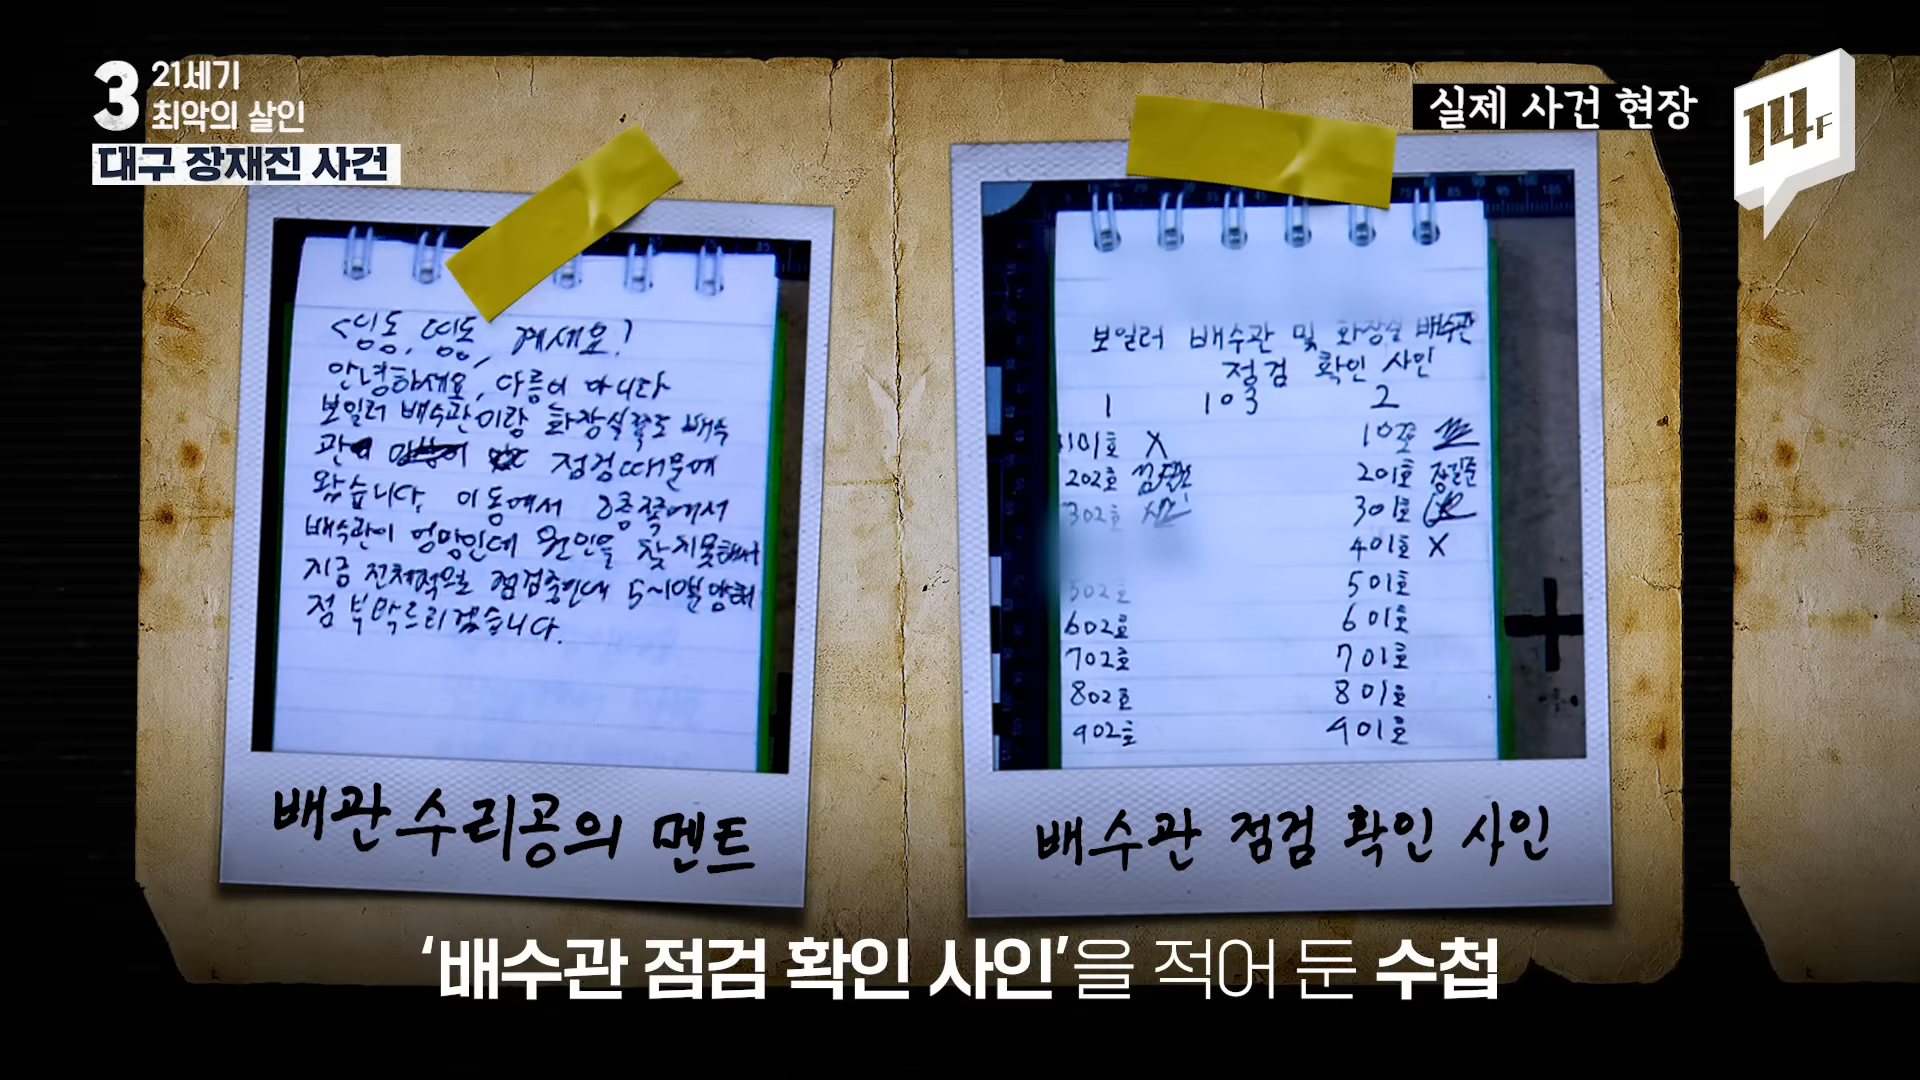 3 21세기
최악의 살인
대구 장재진 사건
실제 사건 현장
14F
<띵동, 띵동, 계세요?
안녕하세요, 다름이 아니라
보일러 배수관이랑 화장실쪽도 배수
관 점검때문에
왔습니다. 이 동에서 8층쪽에서
배수관이 엉망인데 원인을 찾지못해서
지금 전체적으로 점검중인데 5~10분
점 부탁드리겠습니다.
배관 수리공의 멘트
보일러 배수관 및 화장실 배수관
점검 확인 사인
1 103 2
101호 X 102호
202호 201호
302호 301호
401호 X
502호 501호
602호 601호
702호 701호
802호 801호
902호 901호
배수관 점검 확인 사인
‘배수관 점검 확인 사인’을 적어 둔 수첩